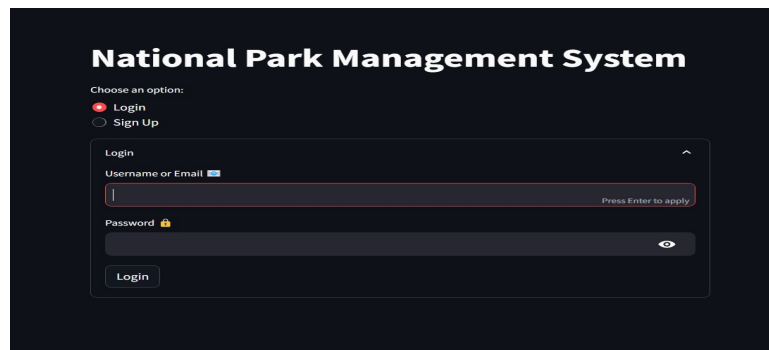 National Park Management System
Choose an option:
Login
Sign Up
Login
Username or Email 📧
Press Enter to apply
Password 🔒
Login